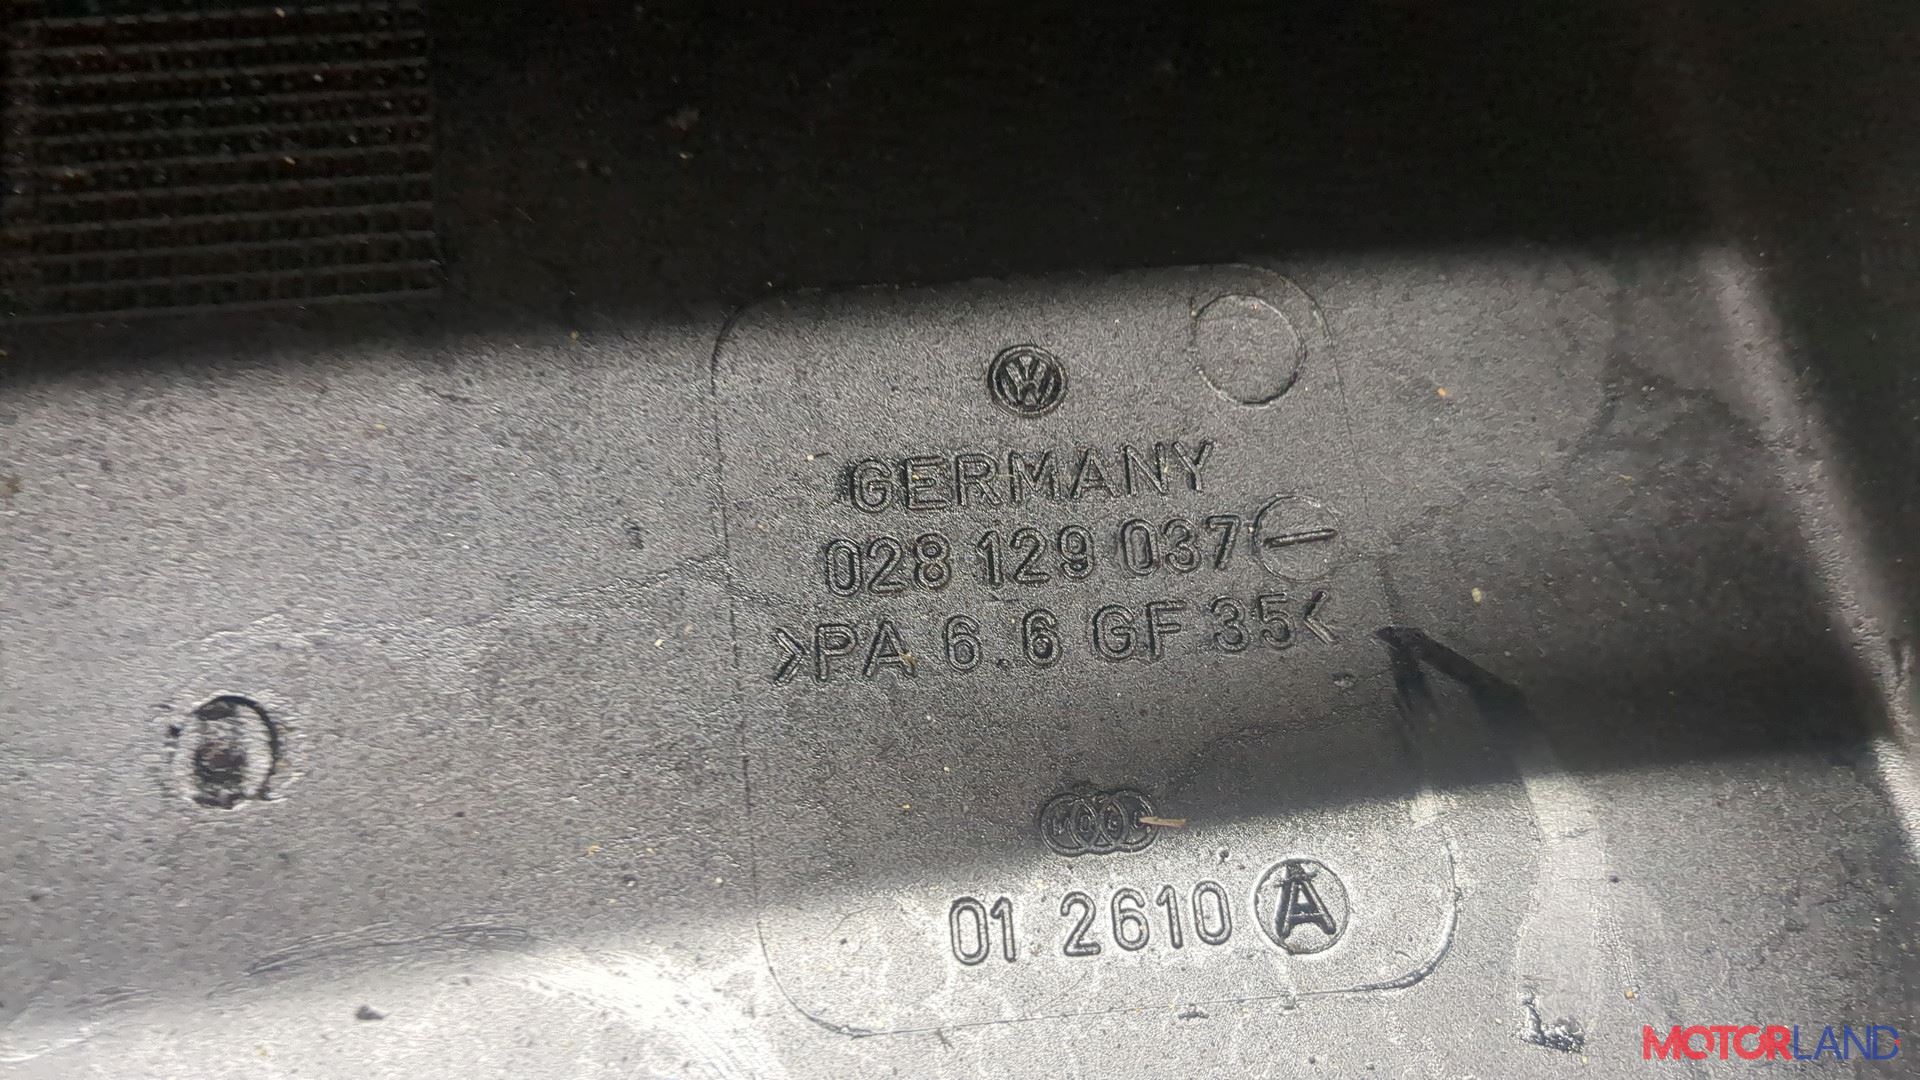 GERMANY
028 129 037 -
>PA 6.6 GF 35<
01 2610 A
MOTORLAND